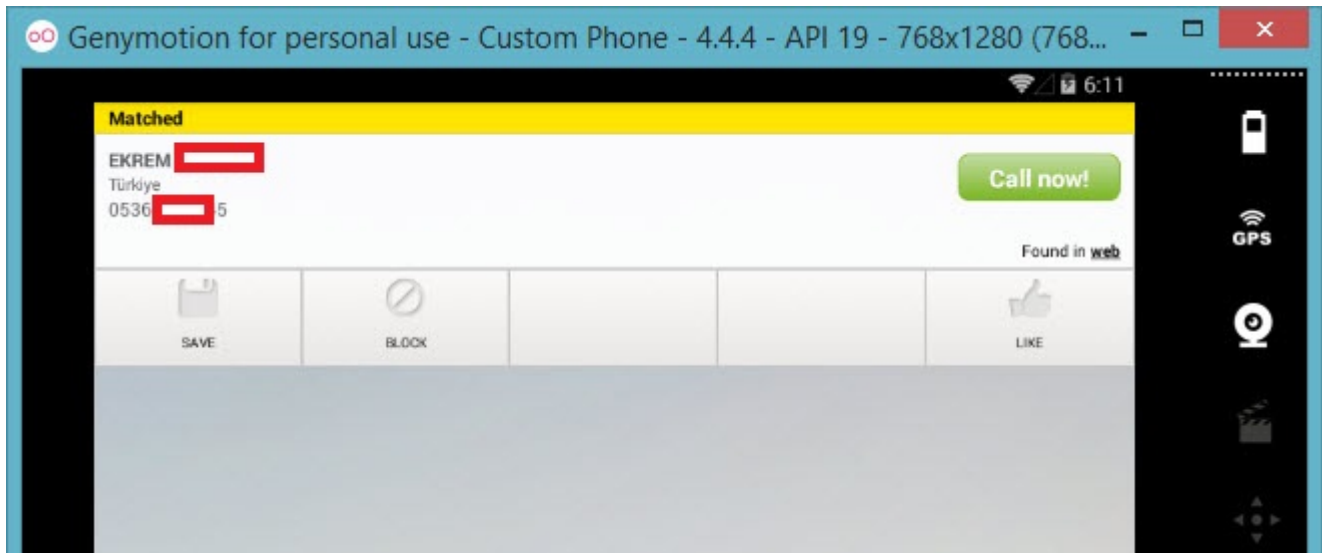 Genymotion for personal use - Custom Phone - 4.4.4 - API 19 - 768x1280 (768...
6:11
Matched
EKREM
Türkiye
0536 5
Call now!
Found in web
GPS
SAVE
BLOCK
LIKE